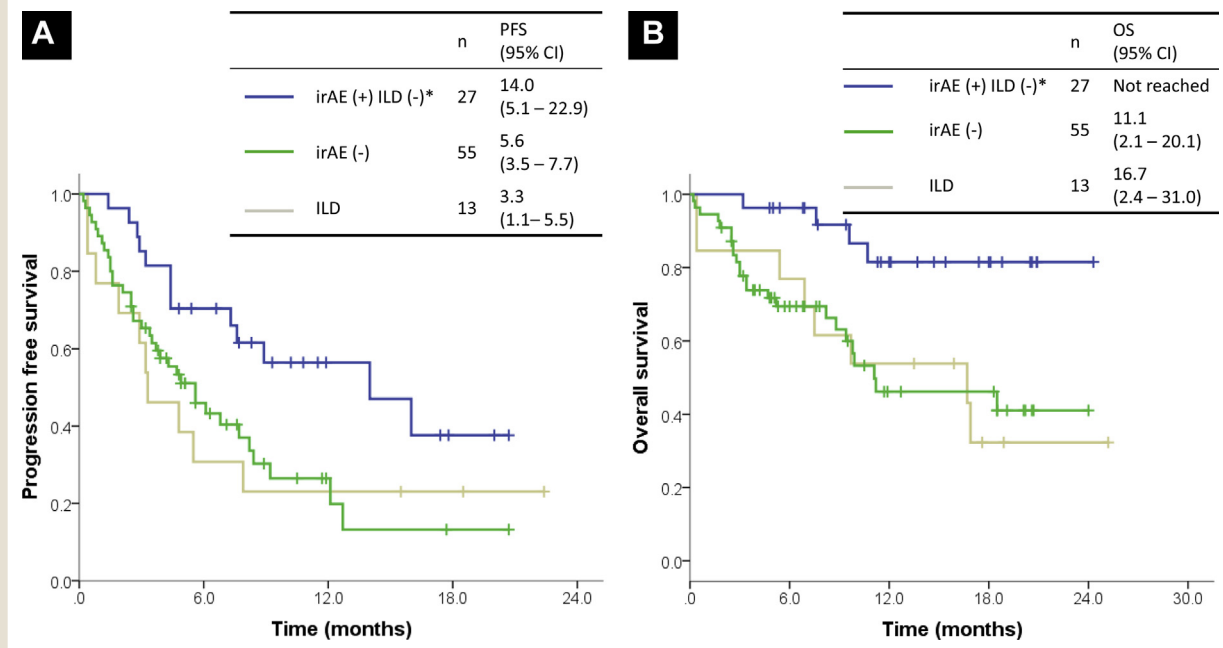 A
n PFS
(95% CI)
irAE (+) ILD (-)* 27 14.0
(5.1 – 22.9)
irAE (-) 55 5.6
(3.5 – 7.7)
ILD 13 3.3
(1.1– 5.5)
Progression free survival
1.0
0.8
0.6
0.4
0.2
0.0
.0 6.0 12.0 18.0 24.0
Time (months)
B
n OS
(95% CI)
irAE (+) ILD (-)* 27 Not reached
irAE (-) 55 11.1
(2.1 – 20.1)
ILD 13 16.7
(2.4 – 31.0)
Overall survival
1.0
0.8
0.6
0.4
0.2
0.0
.0 6.0 12.0 18.0 24.0 30.0
Time (months)